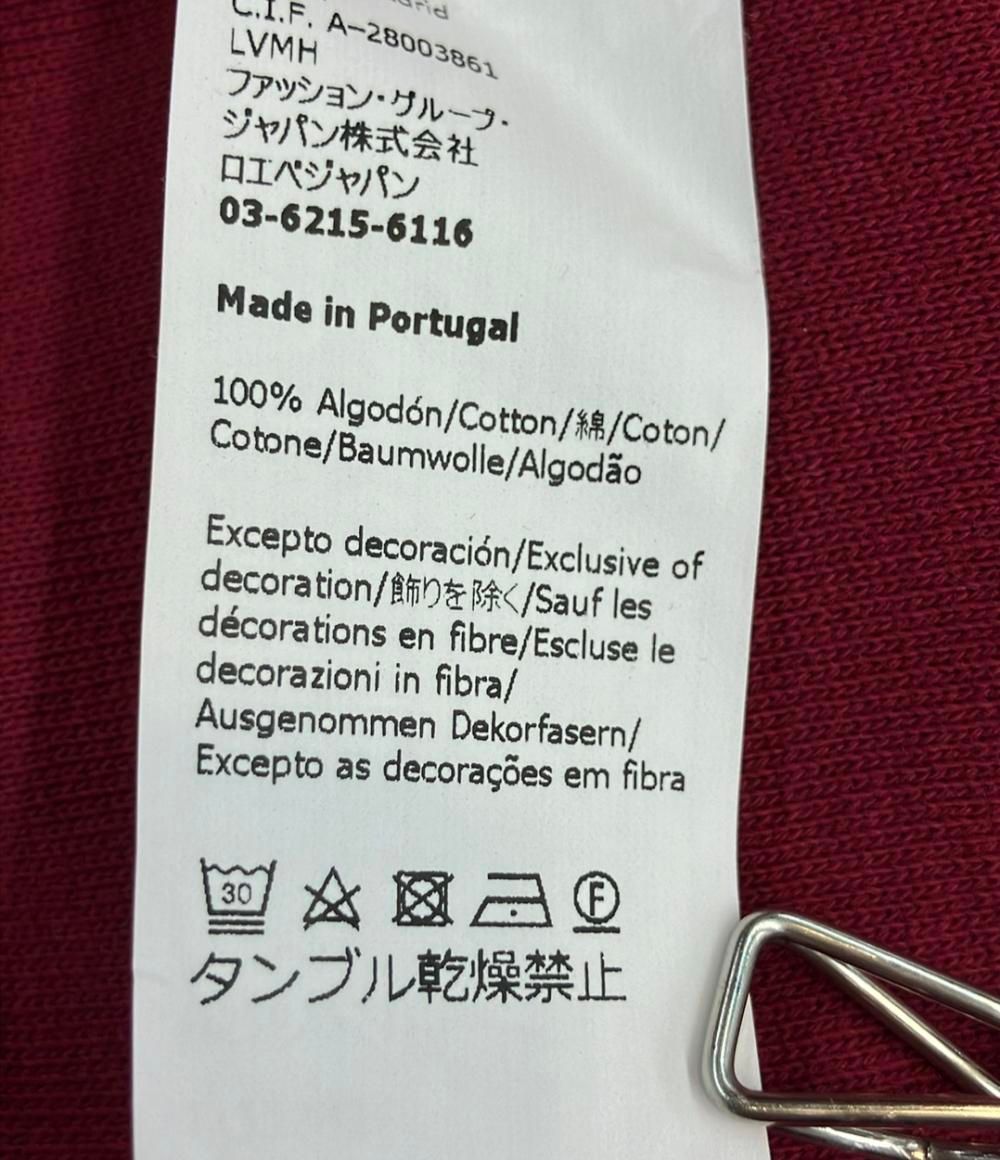 C.I.F. A-28003861
LVMH
ファッション・グループ・
ジャパン株式会社
ロエベジャパン
03-6215-6116
Made in Portugal
100% Algodón/Cotton/綿/Coton/
Cotone/Baumwolle/Algodão
Excepto decoración/Exclusive of
decoration/飾りを除く/Sauf les
décorations en fibre/Escluse le
decorazioni in fibra/
Ausgenommen Dekorfasern/
Excepto as decorações em fibra
30 F
タンブル乾燥禁止